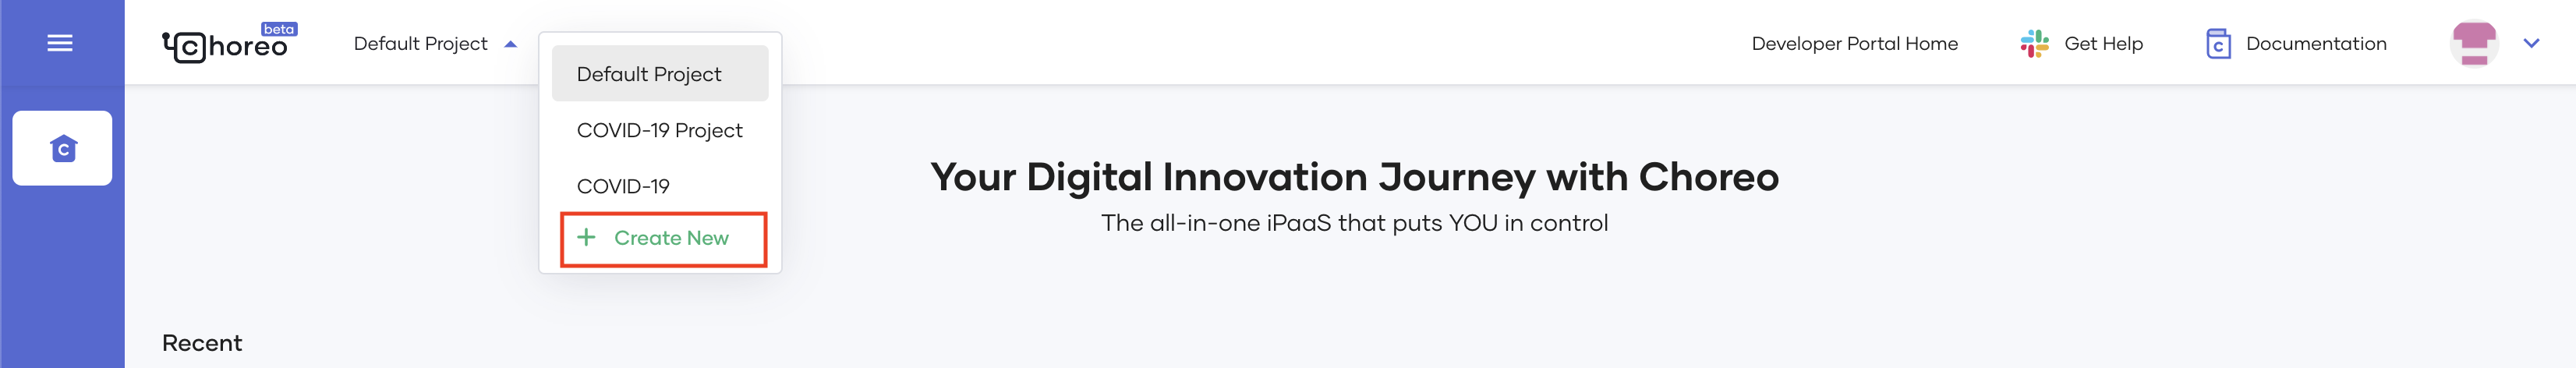 Choreo beta
Default Project
Default Project
COVID-19 Project
COVID-19
+ Create New
Developer Portal Home
Get Help
Documentation
Your Digital Innovation Journey with Choreo
The all-in-one iPaaS that puts YOU in control
Recent